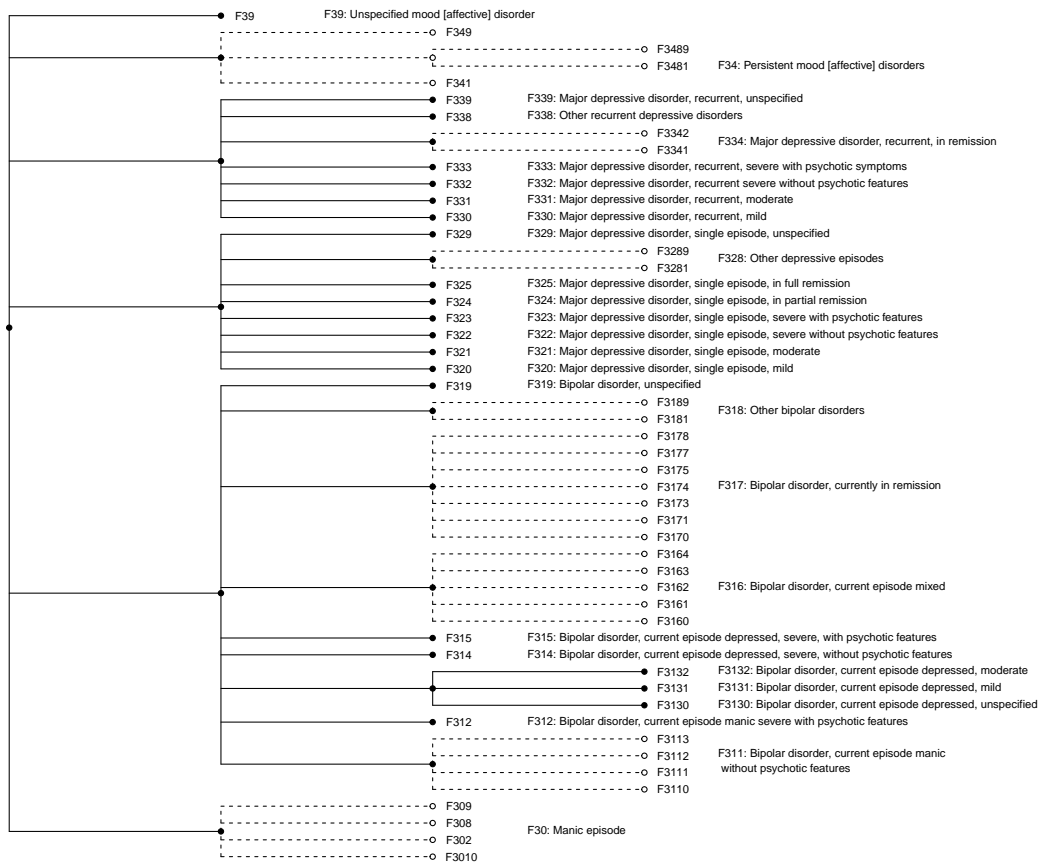 F39 F39: Unspecified mood [affective] disorder
F349
F3489
F3481 F34: Persistent mood [affective] disorders
F341
F339 F339: Major depressive disorder, recurrent, unspecified
F338 F338: Other recurrent depressive disorders
F3342
F334: Major depressive disorder, recurrent, in remission
F3341
F333 F333: Major depressive disorder, recurrent, severe with psychotic symptoms
F332 F332: Major depressive disorder, recurrent severe without psychotic features
F331 F331: Major depressive disorder, recurrent, moderate
F330 F330: Major depressive disorder, recurrent, mild
F329 F329: Major depressive disorder, single episode, unspecified
F3289
F328: Other depressive episodes
F3281
F325 F325: Major depressive disorder, single episode, in full remission
F324 F324: Major depressive disorder, single episode, in partial remission
F323 F323: Major depressive disorder, single episode, severe with psychotic features
F322 F322: Major depressive disorder, single episode, severe without psychotic features
F321 F321: Major depressive disorder, single episode, moderate
F320 F320: Major depressive disorder, single episode, mild
F319 F319: Bipolar disorder, unspecified
F3189
F318: Other bipolar disorders
F3181
F3178
F3177
F3175
F3174 F317: Bipolar disorder, currently in remission
F3173
F3171
F3170
F3164
F3163
F3162 F316: Bipolar disorder, current episode mixed
F3161
F3160
F315 F315: Bipolar disorder, current episode depressed, severe, with psychotic features
F314 F314: Bipolar disorder, current episode depressed, severe, without psychotic features
F3132 F3132: Bipolar disorder, current episode depressed, moderate
F3131 F3131: Bipolar disorder, current episode depressed, mild
F3130 F3130: Bipolar disorder, current episode depressed, unspecified
F312 F312: Bipolar disorder, current episode manic severe with psychotic features
F3113
F3112 F311: Bipolar disorder, current episode manic
F3111 without psychotic features
F3110
F309
F308
F30: Manic episode
F302
F3010